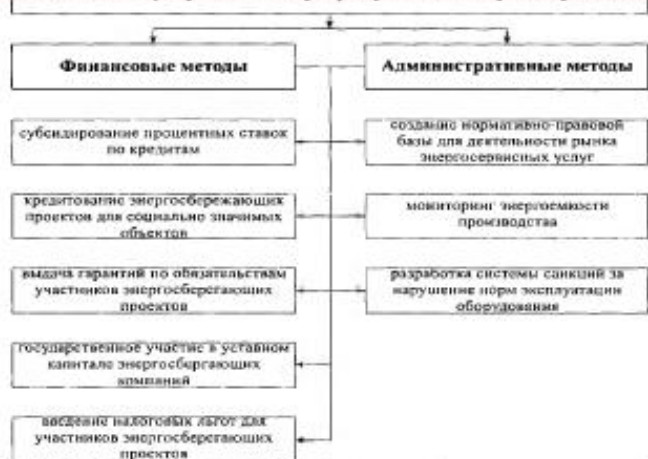 Финансовые методы
Административные методы
субсидирование процентных ставок
по кредитам
создание нормативно-правовой
базы для деятельности рынка
энергосервисных услуг
кредитование энергосбережающих
проектов для социально значимых
объектов
мониторинг энергоемкости
производства
выдача гарантий по обязательствам
участников энергосберегающих
проектов
разработка системы санкций за
нарушение норм эксплуатации
оборудования
государственное участие в уставном
капитале энергосбергающих
компаний
введение налоговых льгот для
участников энергосберегающих
проектов